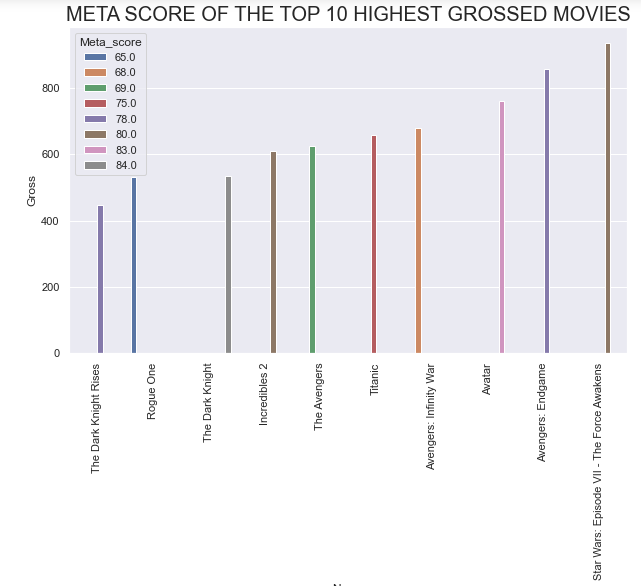 META SCORE OF THE TOP 10 HIGHEST GROSSED MOVIES
Meta_score
65.0
68.0
69.0
75.0
78.0
80.0
83.0
84.0
Gross
800
600
400
200
0
The Dark Knight Rises
Rogue One
The Dark Knight
Incredibles 2
The Avengers
Titanic
Avengers: Infinity War
Avatar
Avengers: Endgame
Star Wars: Episode VII - The Force Awakens